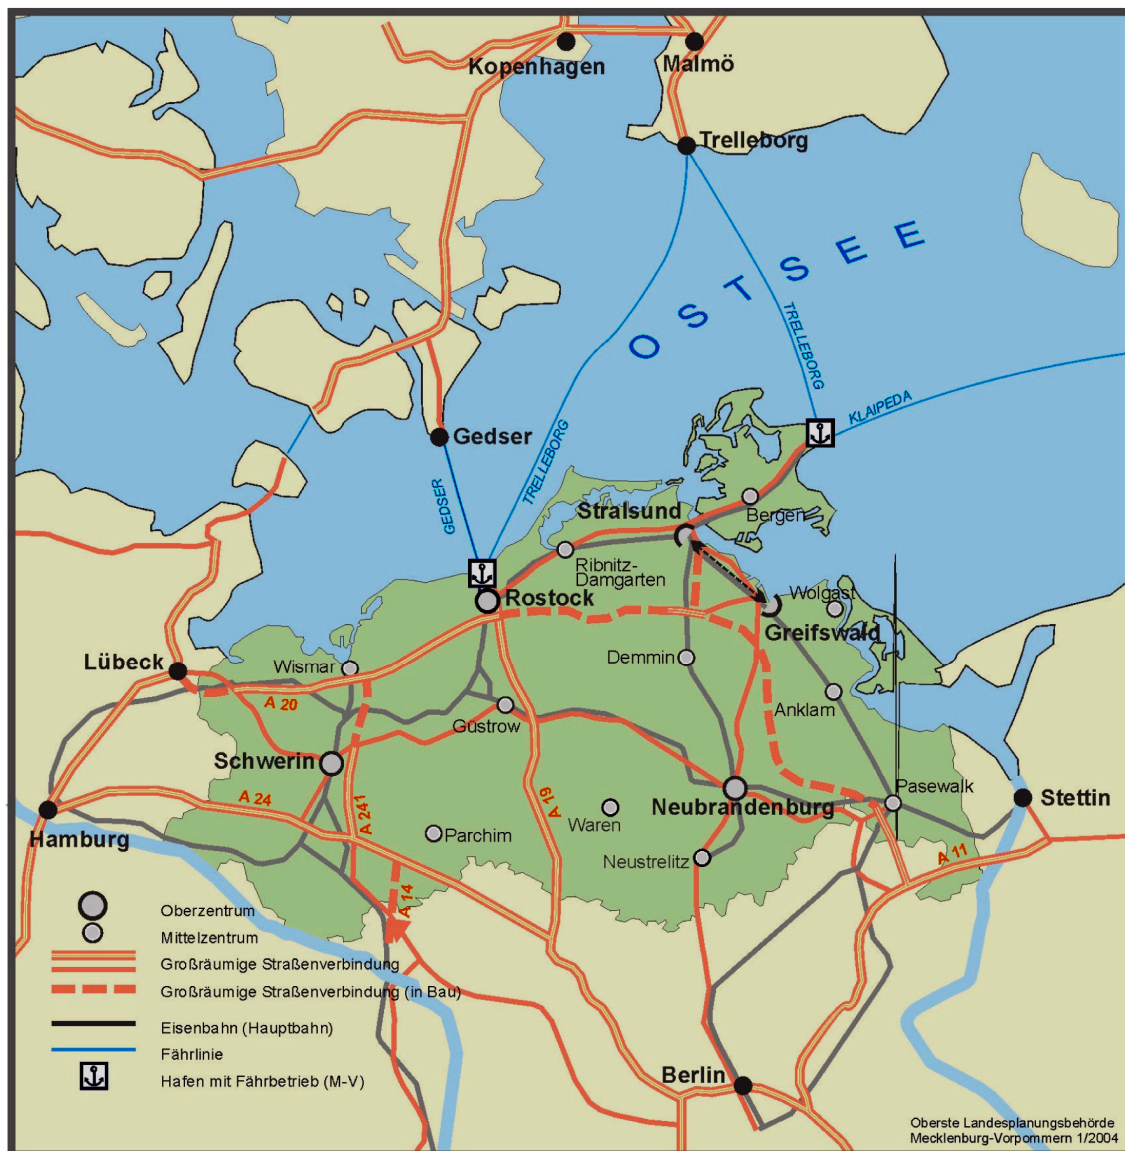 Kopenhagen
Malmö
Trelleborg
OSTSEE
TRELLEBORG
KLAIPEDA
Gedser
GEDSER
TRELLEBORG
Stralsund
Bergen
Ribnitz-
Damgarten
Rostock
Wolgast
Greifswald
Lübeck
Wismar
Demmin
A 20
Güstrow
Anklam
Schwerin
A 24
A 241
A 19
Neubrandenburg
Pasewalk
Stettin
Hamburg
Parchim
Waren
Neustrelitz
A 11
A 14
Oberzentrum
Mittelzentrum
Großräumige Straßenverbindung
Großräumige Straßenverbindung (in Bau)
Eisenbahn (Hauptbahn)
Fährlinie
Hafen mit Fährbetrieb (M-V)
Berlin
Oberste Landesplanungsbehörde
Mecklenburg-Vorpommern 1/2004